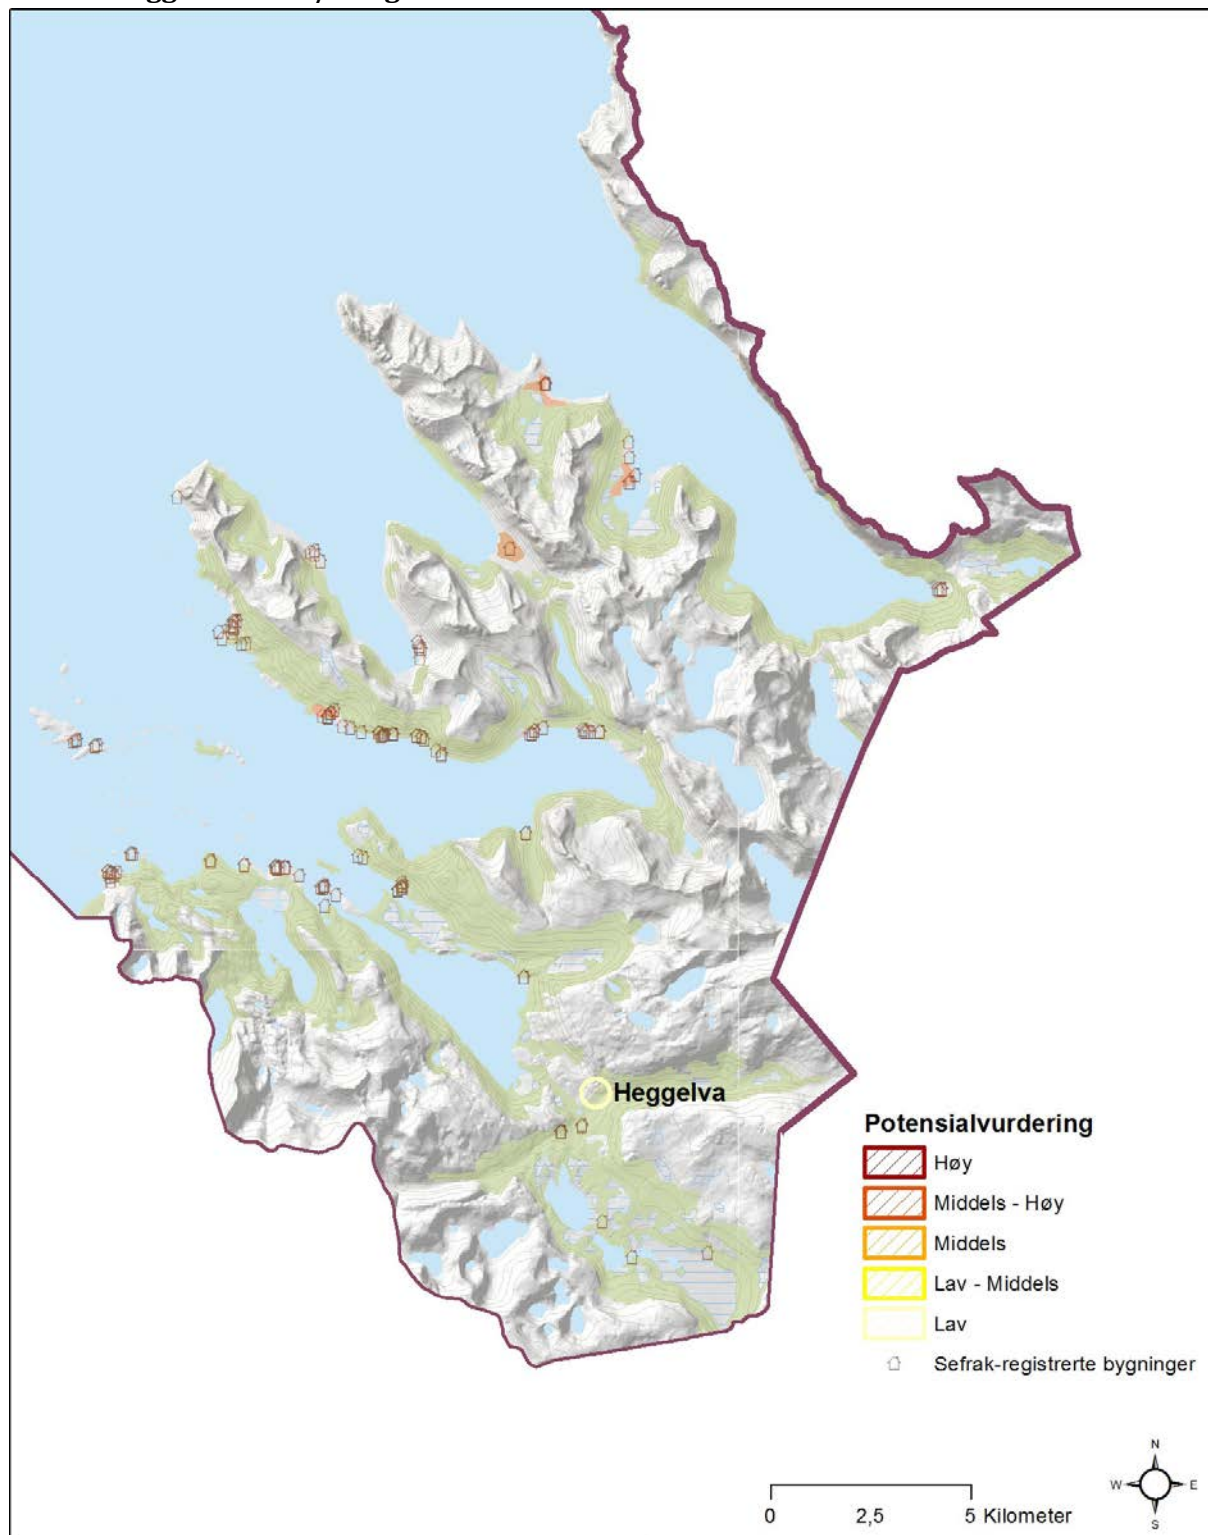 Heggelva
Potensialvurdering
Høy
Middels - Høy
Middels
Lav - Middels
Lav
Sefrak-registrerte bygninger
N
W E
S
0 2,5 5 Kilometer